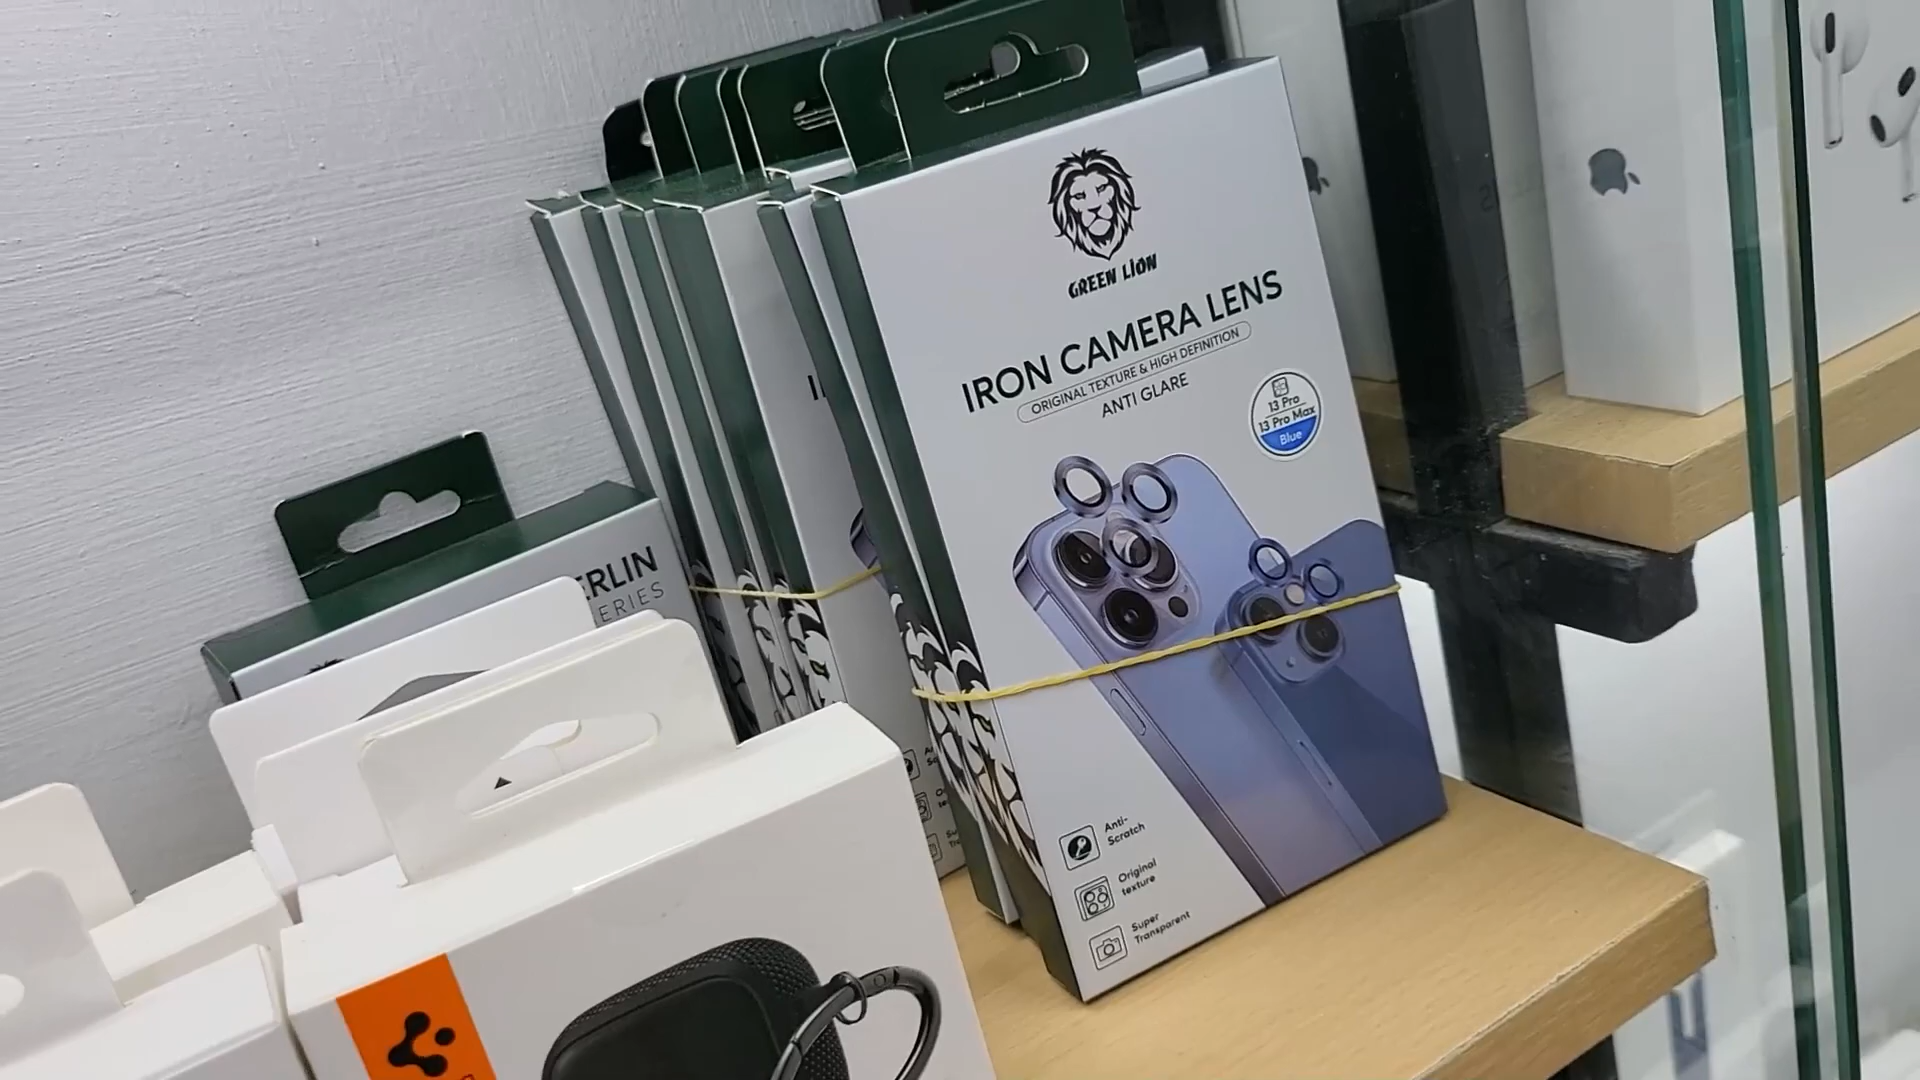 GREEN LION
IRON CAMERA LENS
ORIGINAL TEXTURE & HIGH DEFINITION
ANTI GLARE
13 Pro
13 Pro Max
Blue
Anti-
Scratch
Original
texture
Super
Transparent
ERLIN
ERIES